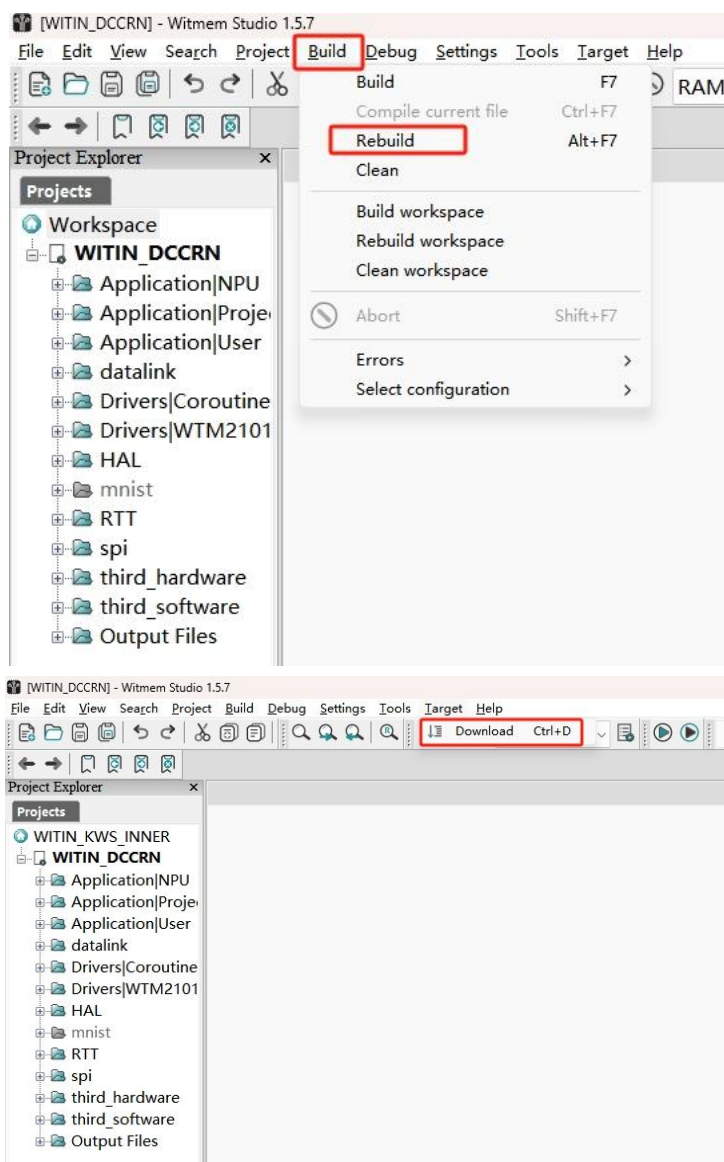 [WITIN_DCCRN] - Witmem Studio 1.5.7
File Edit View Search Project Build Debug Settings Tools Target Help
RAM
Build F7
Compile current file Ctrl+F7
Rebuild Alt+F7
Clean
Build workspace
Rebuild workspace
Clean workspace
Abort Shift+F7
Errors
Select configuration
Project Explorer ×
Projects
Workspace
WITIN_DCCRN
Application|NPU
Application|Proje
Application|User
datalink
Drivers|Coroutine
Drivers|WTM2101
HAL
mnist
RTT
spi
third_hardware
third_software
Output Files
[WITIN_DCCRN] - Witmem Studio 1.5.7
File Edit View Search Project Build Debug Settings Tools Target Help
Download Ctrl+D
Project Explorer ×
Projects
WITIN_KWS_INNER
WITIN_DCCRN
Application|NPU
Application|Proje
Application|User
datalink
Drivers|Coroutine
Drivers|WTM2101
HAL
mnist
RTT
spi
third_hardware
third_software
Output Files